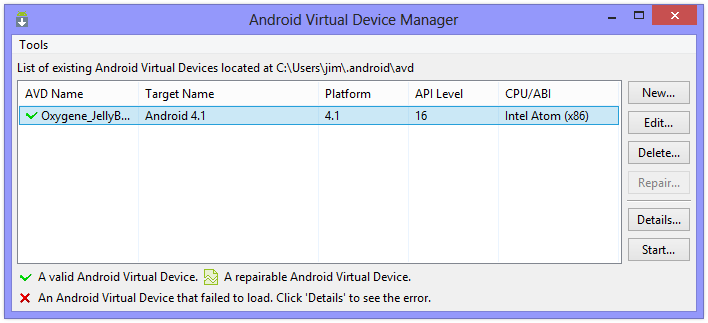 Android Virtual Device Manager
Tools
List of existing Android Virtual Devices located at C:\Users\jim\.android\avd
AVD Name Target Name Platform API Level CPU/ABI
Oxygene_JellyB... Android 4.1 4.1 16 Intel Atom (x86)
New...
Edit...
Delete...
Repair...
Details...
Start...
A valid Android Virtual Device. A repairable Android Virtual Device.
An Android Virtual Device that failed to load. Click 'Details' to see the error.